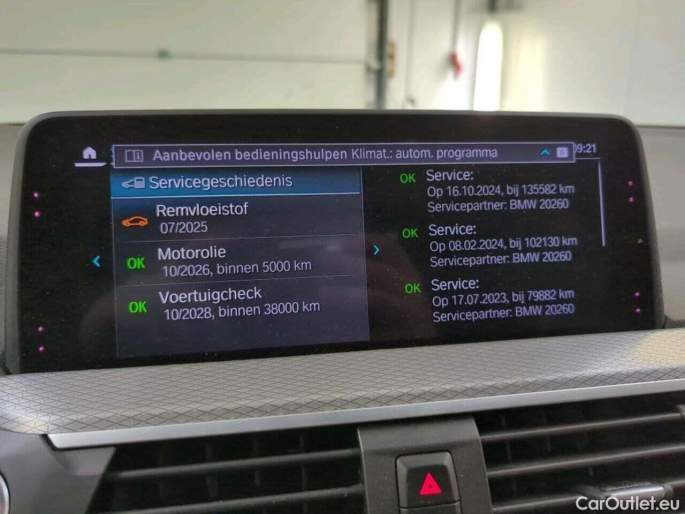 Aanbevolen bedieningshulpen Klimat.: autom. programma
6
09:21
Servicegeschiedenis
Remvloeistof
07/2025
OK Motorolie
10/2026, binnen 5000 km
OK Voertuigcheck
10/2028, binnen 38000 km
OK Service:
Op 16.10.2024, bij 135582 km
Servicepartner: BMW 20260
OK Service:
Op 08.02.2024, bij 102130 km
Servicepartner: BMW 20260
OK Service:
Op 17.07.2023, bij 79882 km
Servicepartner: BMW 20260
CarOutlet.eu